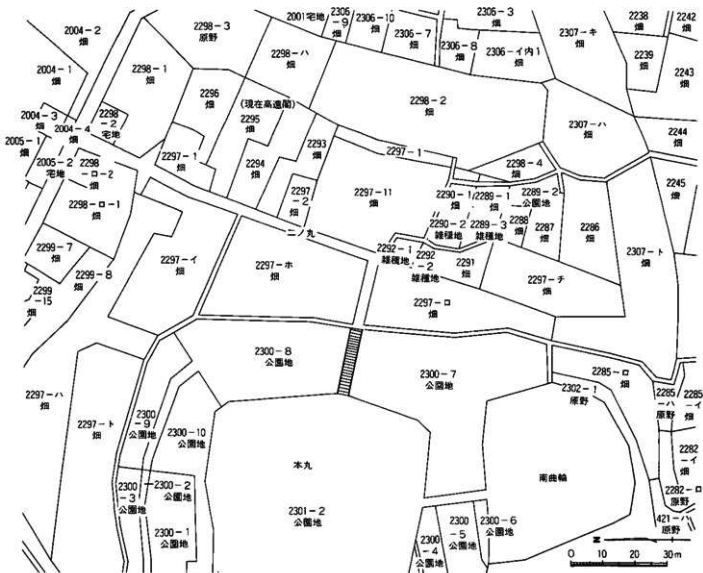 2004-2
畑
2298-3
原野
2001宅地
2306
-9
畑
2306-10
畑
2306-7
畑
2306-3
畑
2306-8
畑
2306-イ内1
畑
2307-キ
畑
2238
畑
2242
畑
2239
畑
2243
畑
2004-1
畑
2298-1
畑
2298-ハ
畑
2298-2
畑
2296
畑
(現在高遠閣)
2295
畑
2307-ハ
畑
2244
畑
2004-3
畑
2004-4
畑
2298
-2
宅地
2005-1
畑
2005-2
宅地
2298
-ロ-2
畑
2297-1
畑
2294
畑
2293
畑
2297-1
2298-4
畑
2245
畑
2298-ロ-1
畑
2297
-2
畑
2297-11
畑
2290-1
畑
2289-1
畑
2289-2
公園地
2290-2
雑種地
2289-3
雑種地
2288
畑
2287
畑
2286
畑
2307-ト
畑
二ノ丸
2299-7
畑
2299-8
畑
2299
-15
畑
2297-イ
畑
2297-ホ
畑
2292-1
雑種地
2292
-2
雑種地
2291
畑
2297-チ
畑
2297-ロ
畑
2297-ハ
畑
2297-ト
畑
2300-8
公園地
2300-7
公園地
2285-ロ
畑
2302-1
原野
2285
-ハ
原野
2285
-イ
畑
2300
-9
公園地
2300-10
公園地
2282
-イ
畑
本丸
南曲輪
2300
-3
公園地
2300-2
公園地
2300-1
公園地
2301-2
公園地
2300
-4
公園地
2300
-5
公園地
2300-6
公園地
2282-ロ
原野
421-ハ
原野
N
0 10 20 30m